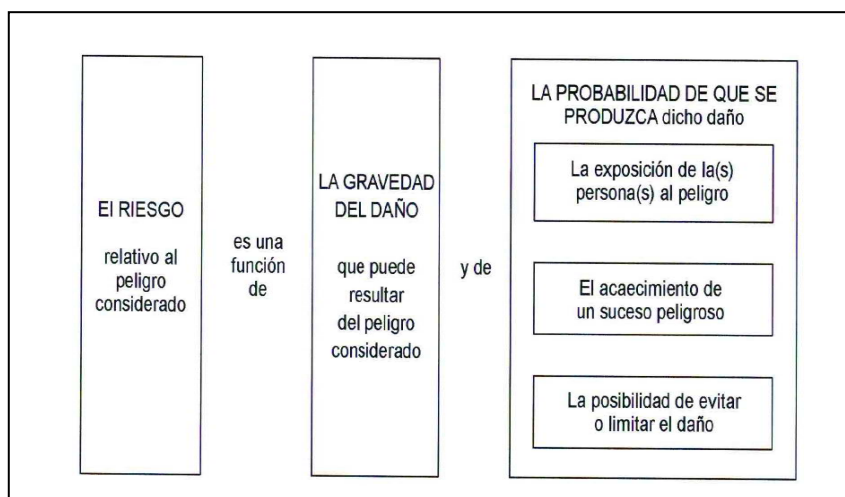 El RIESGO
relativo al
peligro
considerado
es una
función
de
LA GRAVEDAD
DEL DAÑO
que puede
resultar
del peligro
considerado
y de
LA PROBABILIDAD DE QUE SE
PRODUZCA dicho daño
La exposición de la(s)
persona(s) al peligro
El acaecimiento de
un suceso peligroso
La posibilidad de evitar
o limitar el daño